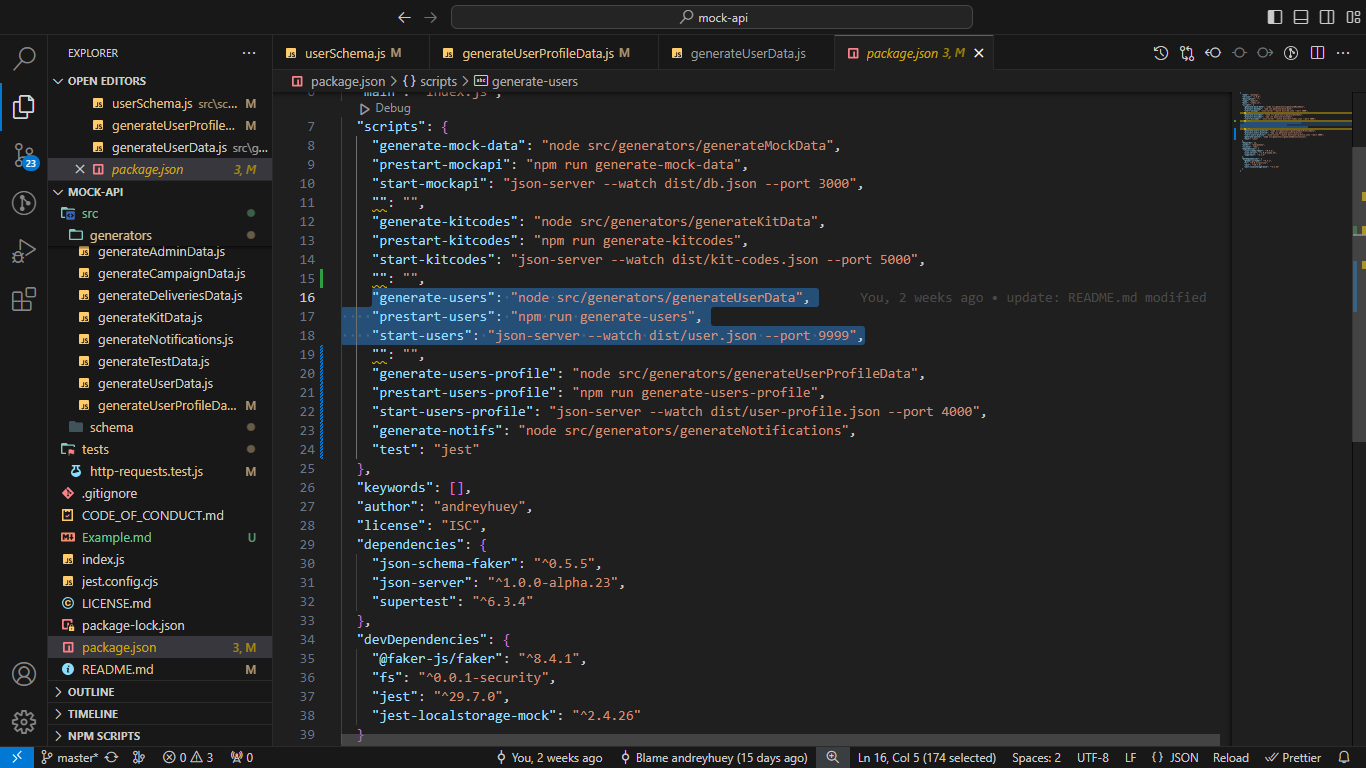 mock-api
EXPLORER
userSchema.js M
generateUserProfileData.js M
generateUserData.js
package.json 3, M
OPEN EDITORS
userSchema.js src\sc... M
generateUserProfile... M
generateUserData.js src\g...
package.json 3, M
MOCK-API
src
generators
generateAdminData.js
generateCampaignData.js
generateDeliveriesData.js
generateKitData.js
generateNotifications.js
generateTestData.js
generateUserData.js
generateUserProfileDa... M
schema
tests
http-requests.test.js M
.gitignore
CODE_OF_CONDUCT.md
Example.md U
index.js
jest.config.cjs
LICENSE.md
package-lock.json
package.json 3, M
README.md M
OUTLINE
TIMELINE
NPM SCRIPTS
23
package.json > {} scripts > abc generate-users
6 "main": "index.js",
Debug
7 "scripts": {
8 "generate-mock-data": "node src/generators/generateMockData",
9 "prestart-mockapi": "npm run generate-mock-data",
10 "start-mockapi": "json-server --watch dist/db.json --port 3000",
11 "": "",
12 "generate-kitcodes": "node src/generators/generateKitData",
13 "prestart-kitcodes": "npm run generate-kitcodes",
14 "start-kitcodes": "json-server --watch dist/kit-codes.json --port 5000",
15 "": "",
16 "generate-users": "node src/generators/generateUserData", You, 2 weeks ago • update: README.md modified
17 "prestart-users": "npm run generate-users",
18 "start-users": "json-server --watch dist/user.json --port 9999",
19 "": "",
20 "generate-users-profile": "node src/generators/generateUserProfileData",
21 "prestart-users-profile": "npm run generate-users-profile",
22 "start-users-profile": "json-server --watch dist/user-profile.json --port 4000",
23 "generate-notifs": "node src/generators/generateNotifications",
24 "test": "jest"
25 },
26 "keywords": [],
27 "author": "andreyhuey",
28 "license": "ISC",
29 "dependencies": {
30 "json-schema-faker": "^0.5.5",
31 "json-server": "^1.0.0-alpha.23",
32 "supertest": "^6.3.4"
33 },
34 "devDependencies": {
35 "@faker-js/faker": "^8.4.1",
36 "fs": "^0.0.1-security",
37 "jest": "^29.7.0",
38 "jest-localstorage-mock": "^2.4.26"
39 }
master* 0 3 0 You, 2 weeks ago Blame andreyhuey (15 days ago) Ln 16, Col 5 (174 selected) Spaces: 2 UTF-8 LF {} JSON Reload Prettier